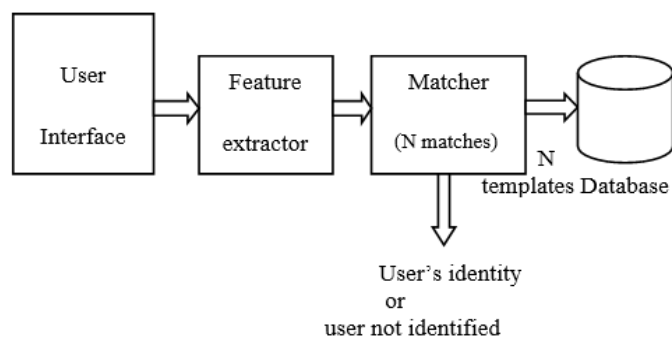 User
Interface
Feature
extractor
Matcher
(N matches)
N
templates Database
User's identity
or
user not identified